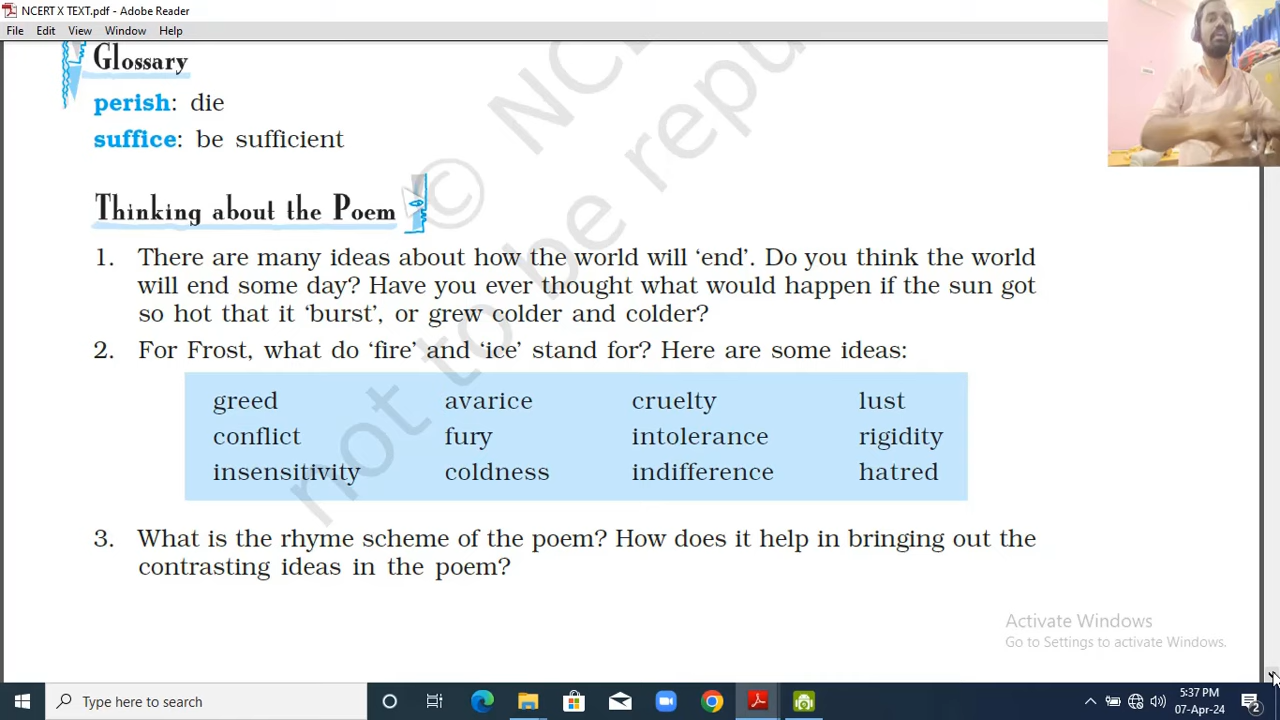 NCERT X TEXT.pdf - Adobe Reader
File Edit View Window Help
Glossary
perish: die
suffice: be sufficient
Thinking about the Poem
1. There are many ideas about how the world will ‘end’. Do you think the world
will end some day? Have you ever thought what would happen if the sun got
so hot that it ‘burst’, or grew colder and colder?
2. For Frost, what do ‘fire’ and ‘ice’ stand for? Here are some ideas:
greed avarice cruelty lust
conflict fury intolerance rigidity
insensitivity coldness indifference hatred
3. What is the rhyme scheme of the poem? How does it help in bringing out the
contrasting ideas in the poem?
© NCE
not to be repu
Activate Windows
Go to Settings to activate Windows.
Type here to search
5:37 PM
07-Apr-24
2